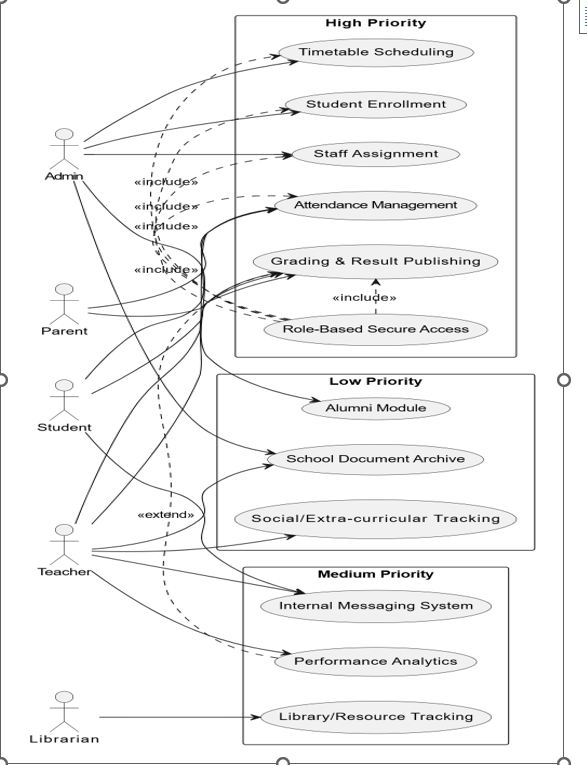 High Priority
Timetable Scheduling
Student Enrollment
Staff Assignment
Admin
«include»
«include»
Attendance Management
«include»
Grading & Result Publishing
«include»
«include»
Parent
Role-Based Secure Access
Low Priority
Alumni Module
Student
School Document Archive
«extend»
Social/Extra-curricular Tracking
Teacher
Medium Priority
Internal Messaging System
Performance Analytics
Library/Resource Tracking
Librarian